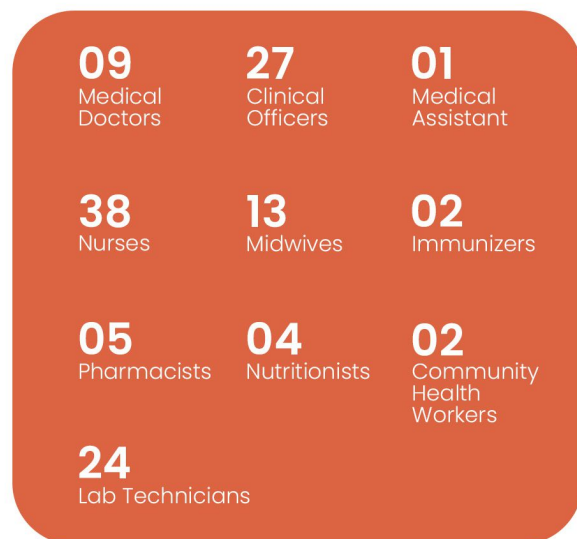 09
Medical
Doctors
27
Clinical
Officers
01
Medical
Assistant
38
Nurses
13
Midwives
02
Immunizers
05
Pharmacists
04
Nutritionists
02
Community
Health
Workers
24
Lab Technicians